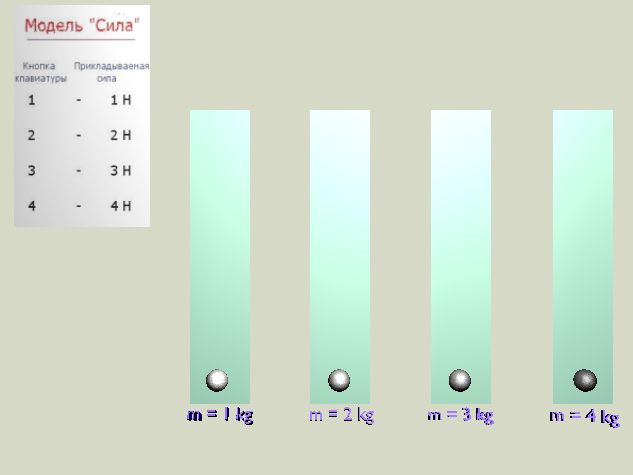 Модель "Сила"
Кнопка Прикладываемая
клавиатуры сила
1 - 1 Н
2 - 2 Н
3 - 3 Н
4 - 4 Н
m = 1 kg m = 2 kg m = 3 kg m = 4 kg